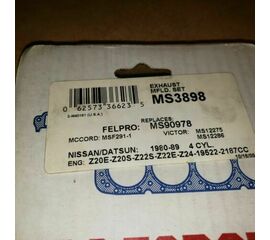 EXHAUST
MFLD. SET
MS3898
0 62573 36623 5
REPLACES:
FELPRO: MS90978
MCCORD: MSF291-1 VICTOR: MS12275
MS12286
NISSAN/DATSUN: 1980-89 4 CYL.
ENG: Z20E-Z20S-Z22S-Z22E-Z24-19522-2187CC